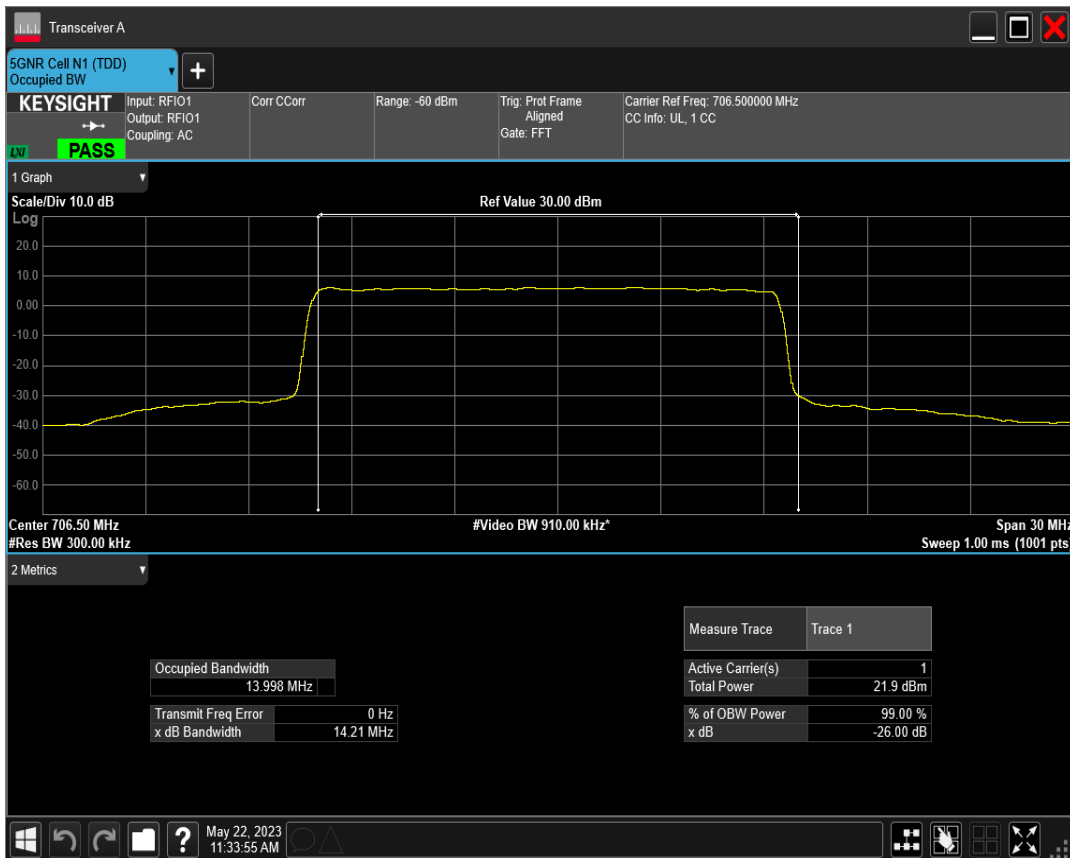 Transceiver A
5GNR Cell N1 (TDD)
Occupied BW
KEYSIGHT
LXI
PASS
Input: RFIO1
Output: RFIO1
Coupling: AC
Corr CCorr
Range: -60 dBm
Trig: Prot Frame
Aligned
Gate: FFT
Carrier Ref Freq: 706.500000 MHz
CC Info: UL, 1 CC
1 Graph
Scale/Div 10.0 dB
Ref Value 30.00 dBm
Log
20.0
10.0
0.00
-10.0
-20.0
-30.0
-40.0
-50.0
-60.0
Center 706.50 MHz
#Video BW 910.00 kHz*
Span 30 MHz
#Res BW 300.00 kHz
Sweep 1.00 ms (1001 pts)
2 Metrics
Measure Trace Trace 1
Occupied Bandwidth
13.998 MHz
Active Carrier(s) 1
Total Power 21.9 dBm
Transmit Freq Error 0 Hz
x dB Bandwidth 14.21 MHz
% of OBW Power 99.00 %
x dB -26.00 dB
?
May 22, 2023
11:33:55 AM